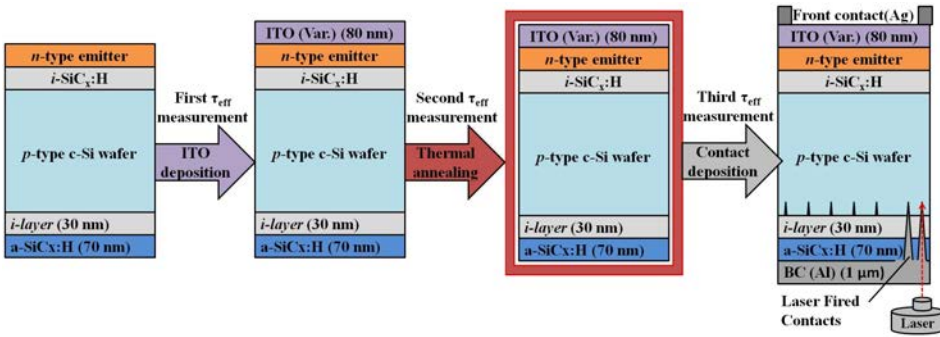 n-type emitter
i-SiCx:H
p-type c-Si wafer
i-layer (30 nm)
a-SiCx:H (70 nm)
First τeff
measurement
ITO
deposition
ITO (Var.) (80 nm)
n-type emitter
i-SiCx:H
p-type c-Si wafer
i-layer (30 nm)
a-SiCx:H (70 nm)
Second τeff
measurement
Thermal
annealing
ITO (Var.) (80 nm)
n-type emitter
i-SiCx:H
p-type c-Si wafer
i-layer (30 nm)
a-SiCx:H (70 nm)
Third τeff
measurement
Contact
deposition
Front contact(Ag)
ITO (Var.) (80 nm)
n-type emitter
i-SiCx:H
p-type c-Si wafer
i-layer (30 nm)
a-SiCx:H (70 nm)
BC (Al) (1 μm)
Laser Fired
Contacts
Laser